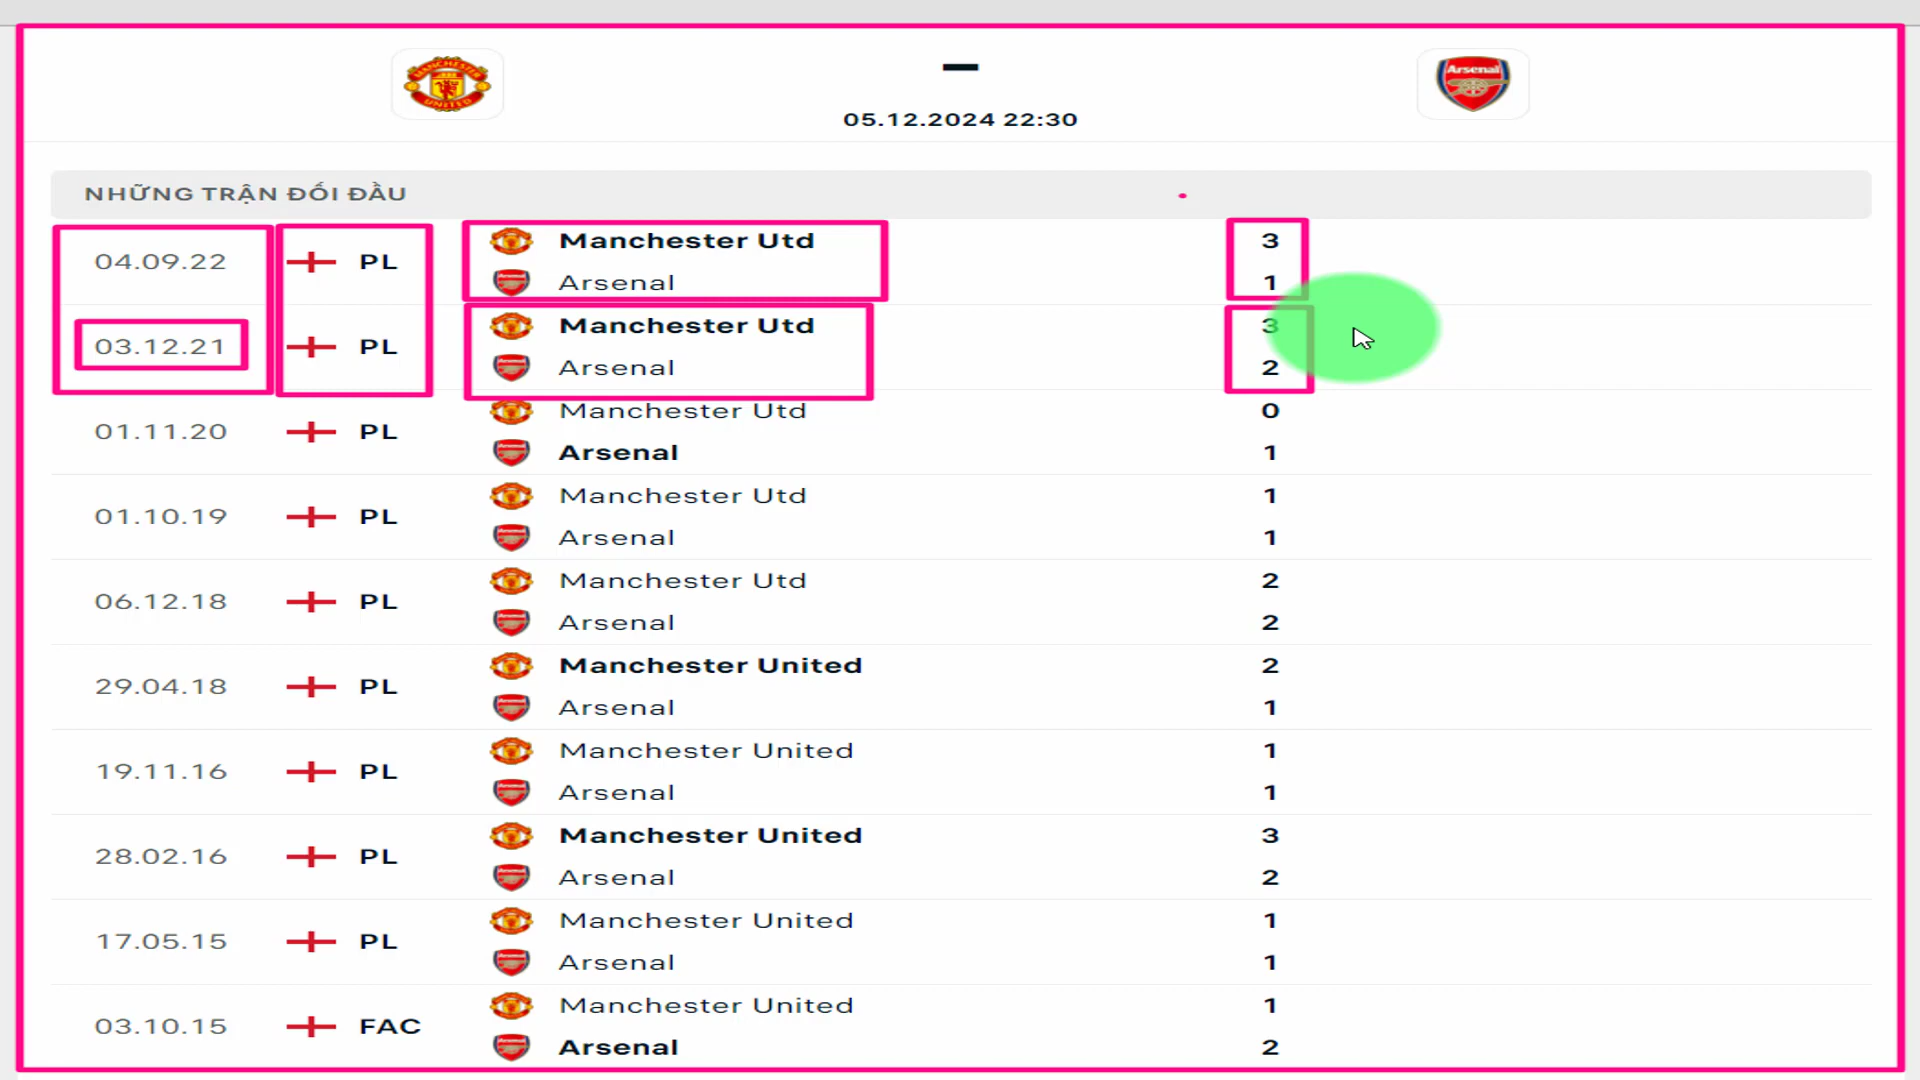 MANCHESTER
UNITED
Arsenal
05.12.2024 22:30
NHỮNG TRẬN ĐỐI ĐẦU
04.09.22 PL Manchester Utd 3
Arsenal 1
03.12.21 PL Manchester Utd 3
Arsenal 2
01.11.20 PL Manchester Utd 0
Arsenal 1
01.10.19 PL Manchester Utd 1
Arsenal 1
06.12.18 PL Manchester Utd 2
Arsenal 2
29.04.18 PL Manchester United 2
Arsenal 1
19.11.16 PL Manchester United 1
Arsenal 1
28.02.16 PL Manchester United 3
Arsenal 2
17.05.15 PL Manchester United 1
Arsenal 1
03.10.15 FAC Manchester United 1
Arsenal 2